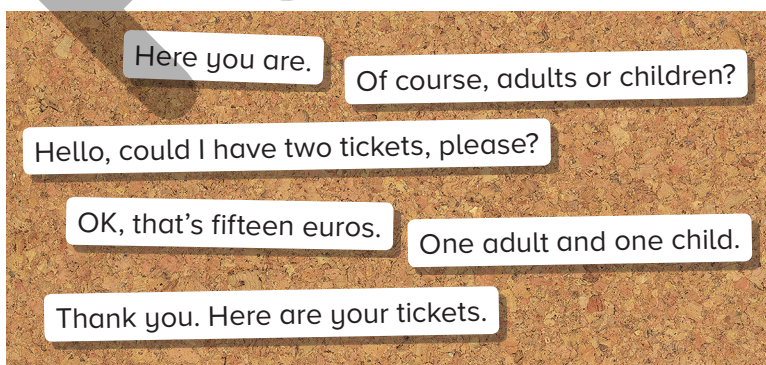 Here you are.
Of course, adults or children?
Hello, could I have two tickets, please?
OK, that’s fifteen euros.
One adult and one child.
Thank you. Here are your tickets.